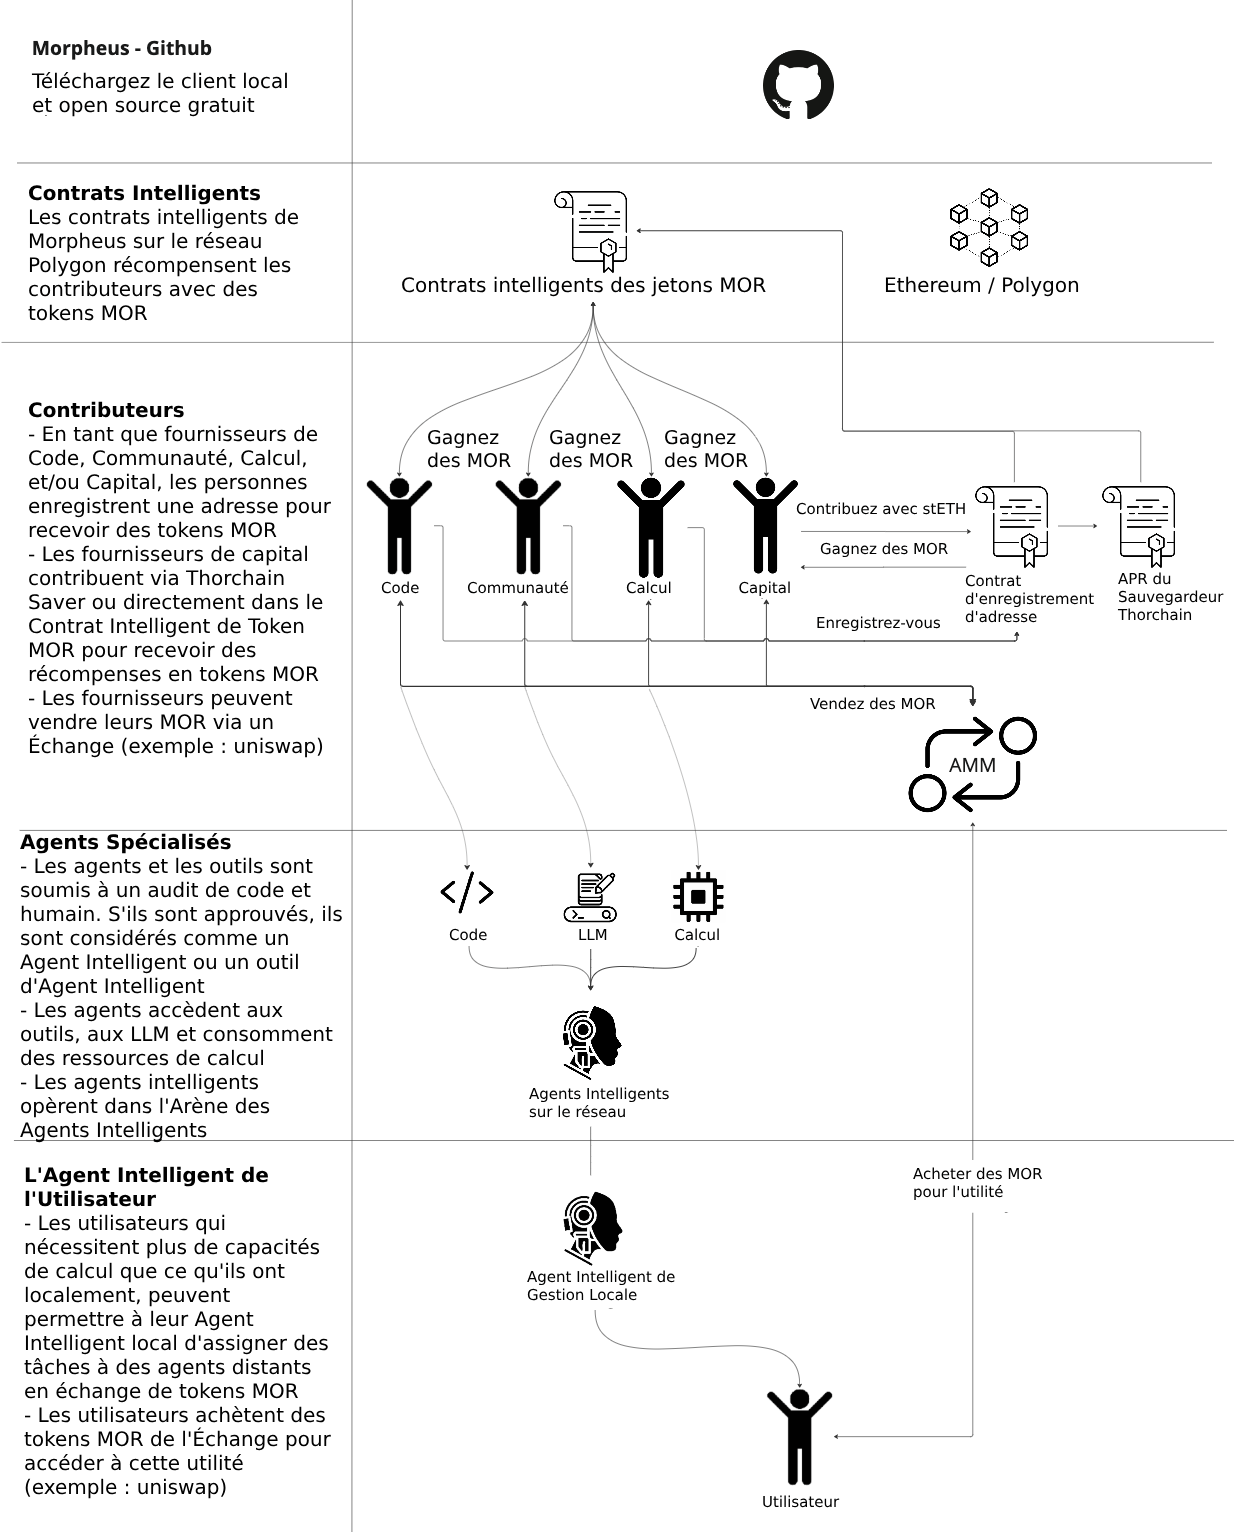 Morpheus - Github
Téléchargez le client local
et open source gratuit
Contrats Intelligents
Les contrats intelligents de
Morpheus sur le réseau
Polygon récompensent les
contributeurs avec des
tokens MOR
Contrats intelligents des jetons MOR
Ethereum / Polygon
Contributeurs
- En tant que fournisseurs de
Code, Communauté, Calcul,
et/ou Capital, les personnes
enregistrent une adresse pour
recevoir des tokens MOR
- Les fournisseurs de capital
contribuent via Thorchain
Saver ou directement dans le
Contrat Intelligent de Token
MOR pour recevoir des
récompenses en tokens MOR
- Les fournisseurs peuvent
vendre leurs MOR via un
Échange (exemple : uniswap)
Gagnez
des MOR
Gagnez
des MOR
Gagnez
des MOR
Code
Communauté
Calcul
Capital
Contribuez avec stETH
Gagnez des MOR
Contrat
d'enregistrement
d'adresse
APR du
Sauvegardeur
Thorchain
Enregistrez-vous
Vendez des MOR
AMM
Agents Spécialisés
- Les agents et les outils sont
soumis à un audit de code et
humain. S'ils sont approuvés, ils
sont considérés comme un
Agent Intelligent ou un outil
d'Agent Intelligent
- Les agents accèdent aux
outils, aux LLM et consomment
des ressources de calcul
- Les agents intelligents
opèrent dans l'Arène des
Agents Intelligents
Code
LLM
Calcul
Agents Intelligents
sur le réseau
L'Agent Intelligent de
l'Utilisateur
- Les utilisateurs qui
nécessitent plus de capacités
de calcul que ce qu'ils ont
localement, peuvent
permettre à leur Agent
Intelligent local d'assigner des
tâches à des agents distants
en échange de tokens MOR
- Les utilisateurs achètent des
tokens MOR de l'Échange pour
accéder à cette utilité
(exemple : uniswap)
Acheter des MOR
pour l'utilité
Agent Intelligent de
Gestion Locale
Utilisateur